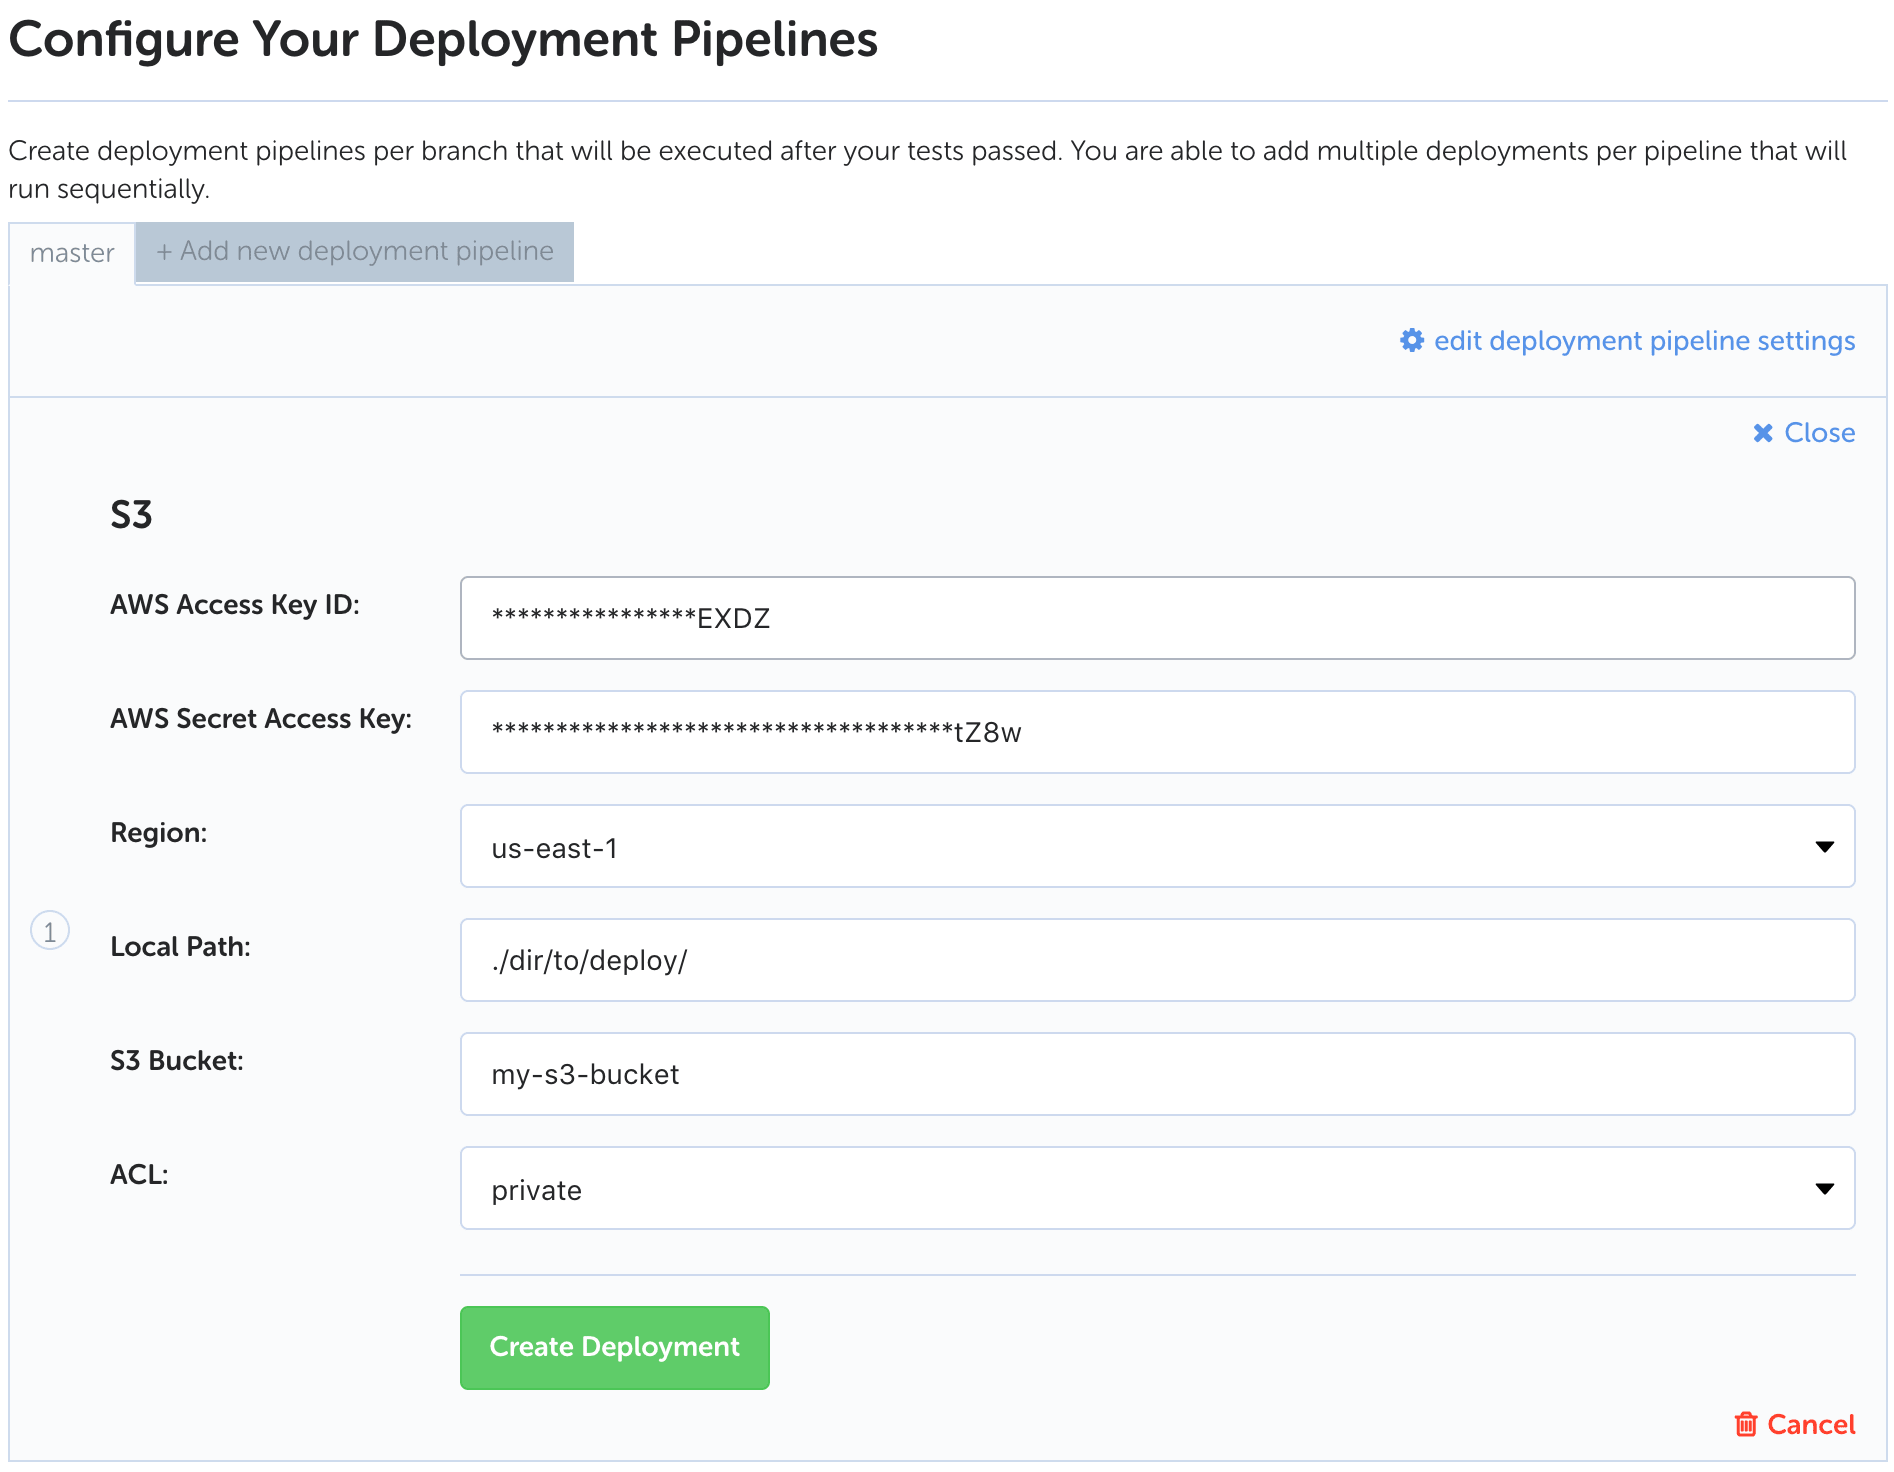 Configure Your Deployment Pipelines
Create deployment pipelines per branch that will be executed after your tests passed. You are able to add multiple deployments per pipeline that will
run sequentially.
master
+ Add new deployment pipeline
edit deployment pipeline settings
Close
S3
AWS Access Key ID:
****************EXDZ
AWS Secret Access Key:
************************************tZ8w
Region:
us-east-1
1
Local Path:
./dir/to/deploy/
S3 Bucket:
my-s3-bucket
ACL:
private
Create Deployment
Cancel